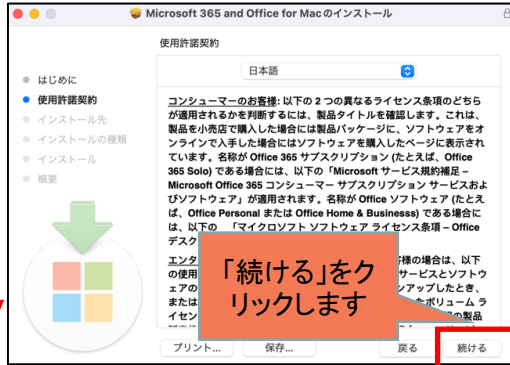 Microsoft 365 and Office for Mac のインストール
使用許諾契約
日本語
はじめに
使用許諾契約
インストール先
インストールの種類
インストール
概要
コンシューマーのお客様: 以下の 2 つの異なるライセンス条項のどちら
が適用されるかを判断するには、製品タイトルを確認します。これは、
製品を小売店で購入した場合には製品パッケージに、ソフトウェアをオ
ンラインで入手した場合にはソフトウェアを購入したページに表示され
ています。名称が Office 365 サブスクリプション (たとえば、Office
365 Solo) である場合には、以下の「Microsoft サービス規約補足 –
Microsoft Office 365 コンシューマー サブスクリプション サービスおよ
びソフトウェア」が適用されます。名称が Office ソフトウェア (たとえ
ば、Office Personal または Office Home & Businesss) である場合に
は、以下の 「マイクロソフト ソフトウェア ライセンス条項 – Office
デスク
エンタ 客様の場合は、以下
の使用 サービスとソフトウ
ェアの ンアップしたとき、
または たボリューム ラ
イセン の製品
「続ける」をク
リックします
プリント... 保存... 戻る 続ける